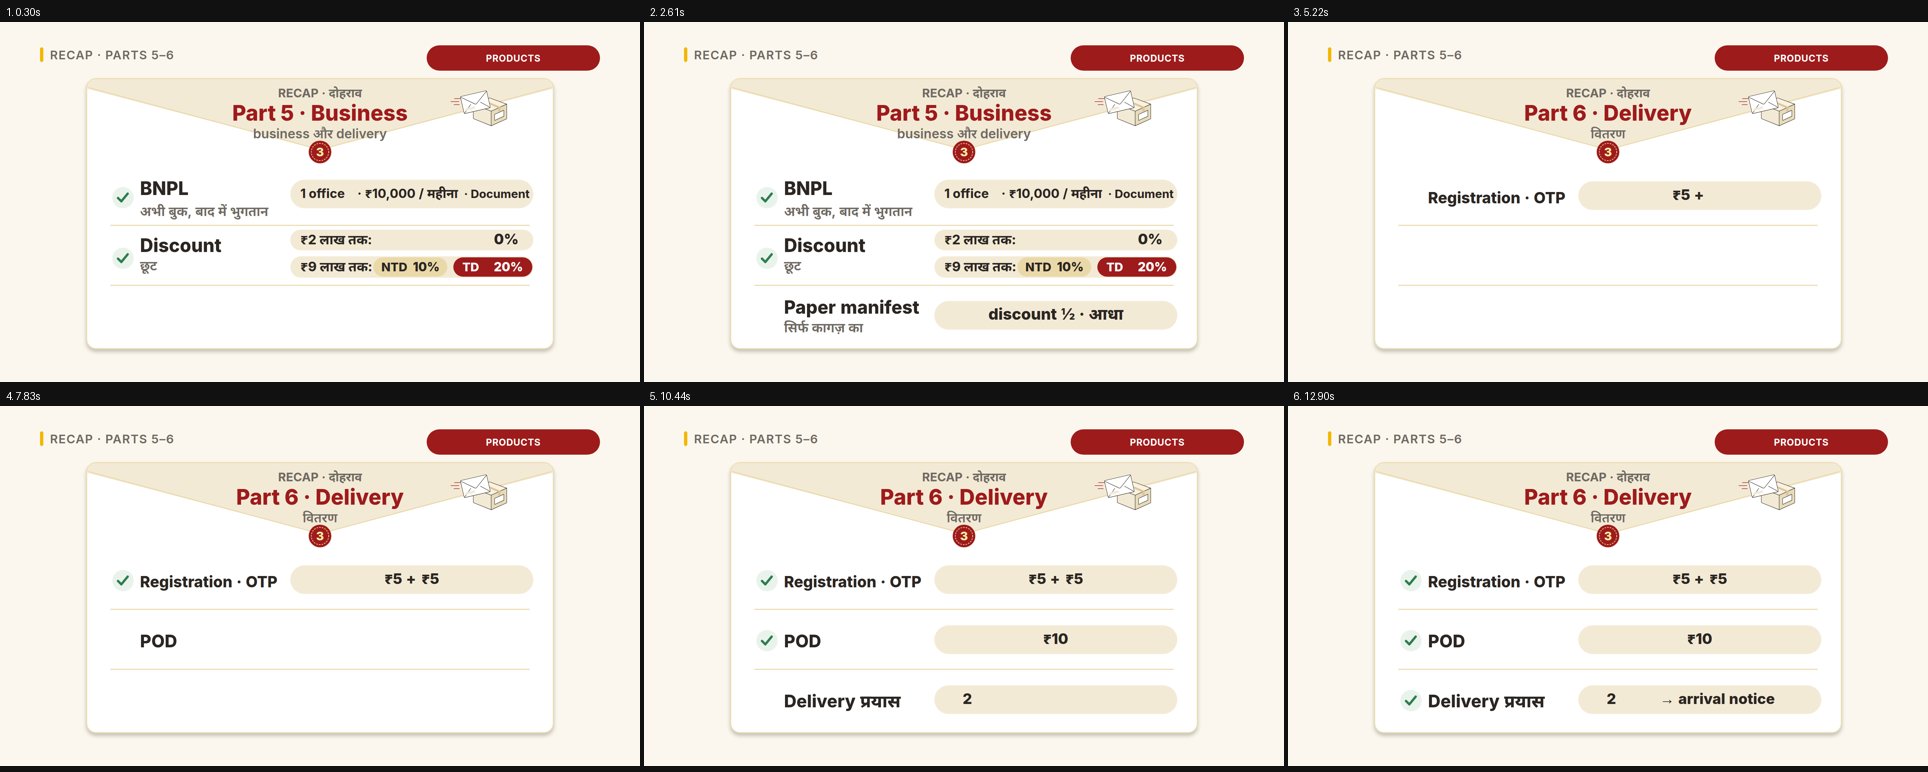 1. 0.30s
RECAP · PARTS 5–6
PRODUCTS
RECAP · दोहराव
Part 5 · Business
business और delivery
3
BNPL
1 office · ₹10,000 / महीना · Document
अभी बुक, बाद में भुगतान
Discount
छूट
₹2 लाख तक: 0%
₹9 लाख तक: NTD 10% TD 20%
2. 2.61s
RECAP · PARTS 5–6
PRODUCTS
RECAP · दोहराव
Part 5 · Business
business और delivery
3
BNPL
1 office · ₹10,000 / महीना · Document
अभी बुक, बाद में भुगतान
Discount
छूट
₹2 लाख तक: 0%
₹9 लाख तक: NTD 10% TD 20%
Paper manifest
सिर्फ कागज़ का
discount ½ · आधा
3. 5.22s
RECAP · PARTS 5–6
PRODUCTS
RECAP · दोहराव
Part 6 · Delivery
वितरण
3
Registration · OTP ₹5 +
4. 7.83s
RECAP · PARTS 5–6
PRODUCTS
RECAP · दोहराव
Part 6 · Delivery
वितरण
3
Registration · OTP ₹5 + ₹5
POD
5. 10.44s
RECAP · PARTS 5–6
PRODUCTS
RECAP · दोहराव
Part 6 · Delivery
वितरण
3
Registration · OTP ₹5 + ₹5
POD ₹10
Delivery प्रयास 2
6. 12.90s
RECAP · PARTS 5–6
PRODUCTS
RECAP · दोहराव
Part 6 · Delivery
वितरण
3
Registration · OTP ₹5 + ₹5
POD ₹10
Delivery प्रयास 2 → arrival notice